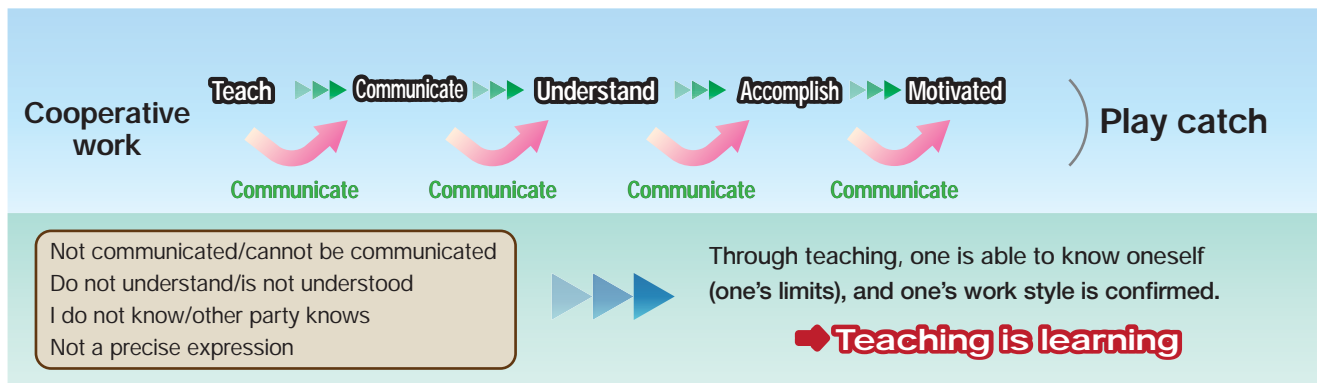 Cooperative
work
Teach Communicate Understand Accomplish Motivated
Communicate Communicate Communicate Communicate
Play catch
Not communicated/cannot be communicated
Do not understand/is not understood
I do not know/other party knows
Not a precise expression
Through teaching, one is able to know oneself
(one's limits), and one's work style is confirmed.
Teaching is learning